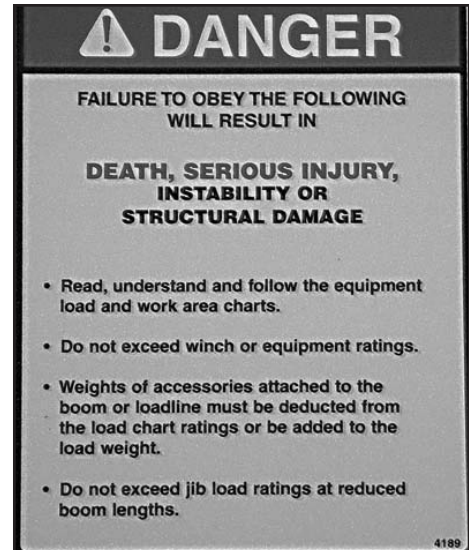 DANGER
FAILURE TO OBEY THE FOLLOWING
WILL RESULT IN
DEATH, SERIOUS INJURY,
INSTABILITY OR
STRUCTURAL DAMAGE
• Read, understand and follow the equipment
load and work area charts.
• Do not exceed winch or equipment ratings.
• Weights of accessories attached to the
boom or loadline must be deducted from
the load chart ratings or be added to the
load weight.
• Do not exceed jib load ratings at reduced
boom lengths.
4189